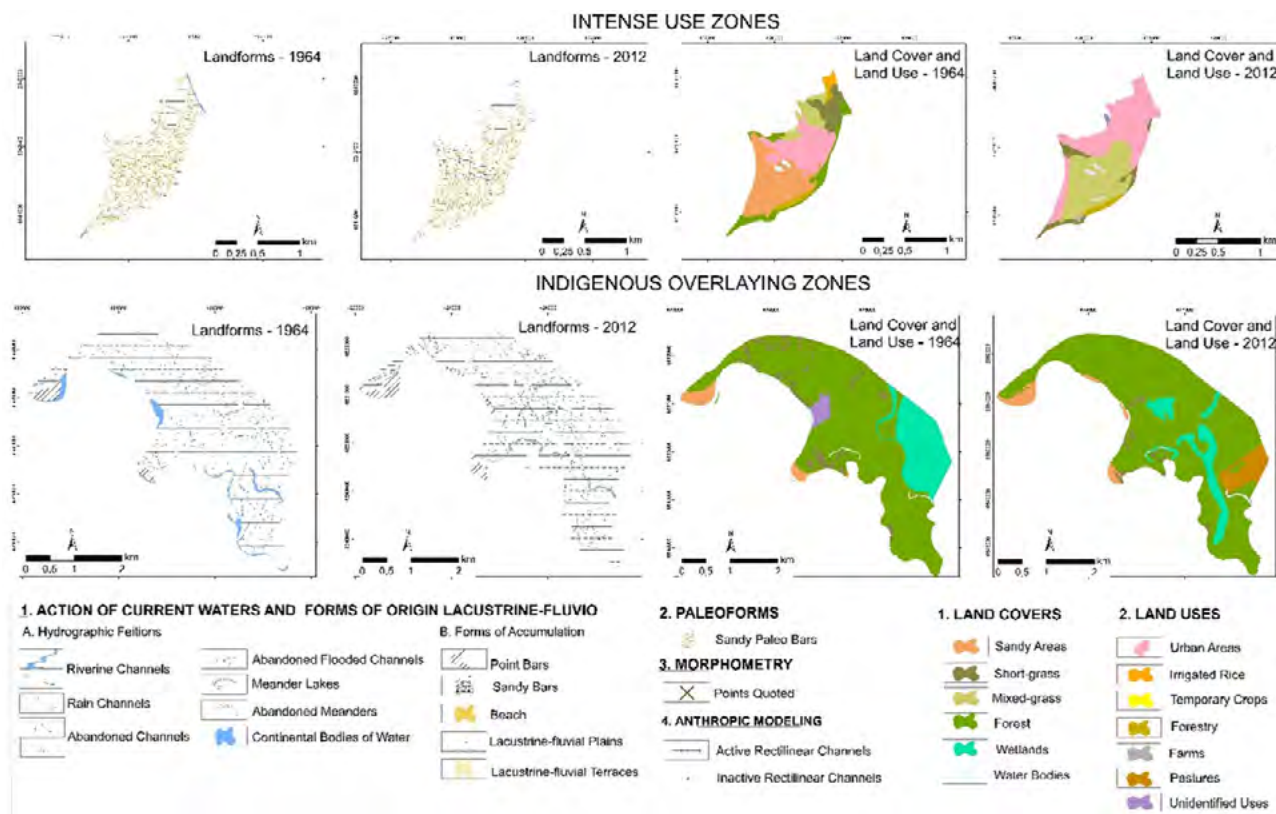 INTENSE USE ZONES
Landforms - 1964
Landforms - 2012
Land Cover and
Land Use - 1964
Land Cover and
Land Use - 2012
N
N
N
N
km
km
km
km
0 0,25 0,5 1
0 0,25 0,5 1
0 0,25 0,5 1
0 0,25 0,5 1
INDIGENOUS OVERLAYING ZONES
Landforms - 1964
Landforms - 2012
Land Cover and
Land Use - 1964
Land Cover and
Land Use - 2012
N
N
N
N
km
km
km
km
0 0,5 1 2
0 0,5 1 2
0 0,5 1 2
0 0,5 1 2
1. ACTION OF CURRENT WATERS AND FORMS OF ORIGIN LACUSTRINE-FLUVIO
A. Hydrographic Feitions
Riverine Channels
Rain Channels
Abandoned Channels
Abandoned Flooded Channels
Meander Lakes
Abandoned Meanders
Continental Bodies of Water
B. Forms of Accumulation
Point Bars
Sandy Bars
Beach
Lacustrine-fluvial Plains
Lacustrine-fluvial Terraces
2. PALEOFORMS
Sandy Paleo Bars
3. MORPHOMETRY
Points Quoted
4. ANTHROPIC MODELING
Active Rectilinear Channels
Inactive Rectilinear Channels
1. LAND COVERS
Sandy Areas
Short-grass
Mixed-grass
Forest
Wetlands
Water Bodies
2. LAND USES
Urban Areas
Irrigated Rice
Temporary Crops
Forestry
Farms
Pastures
Unidentified Uses